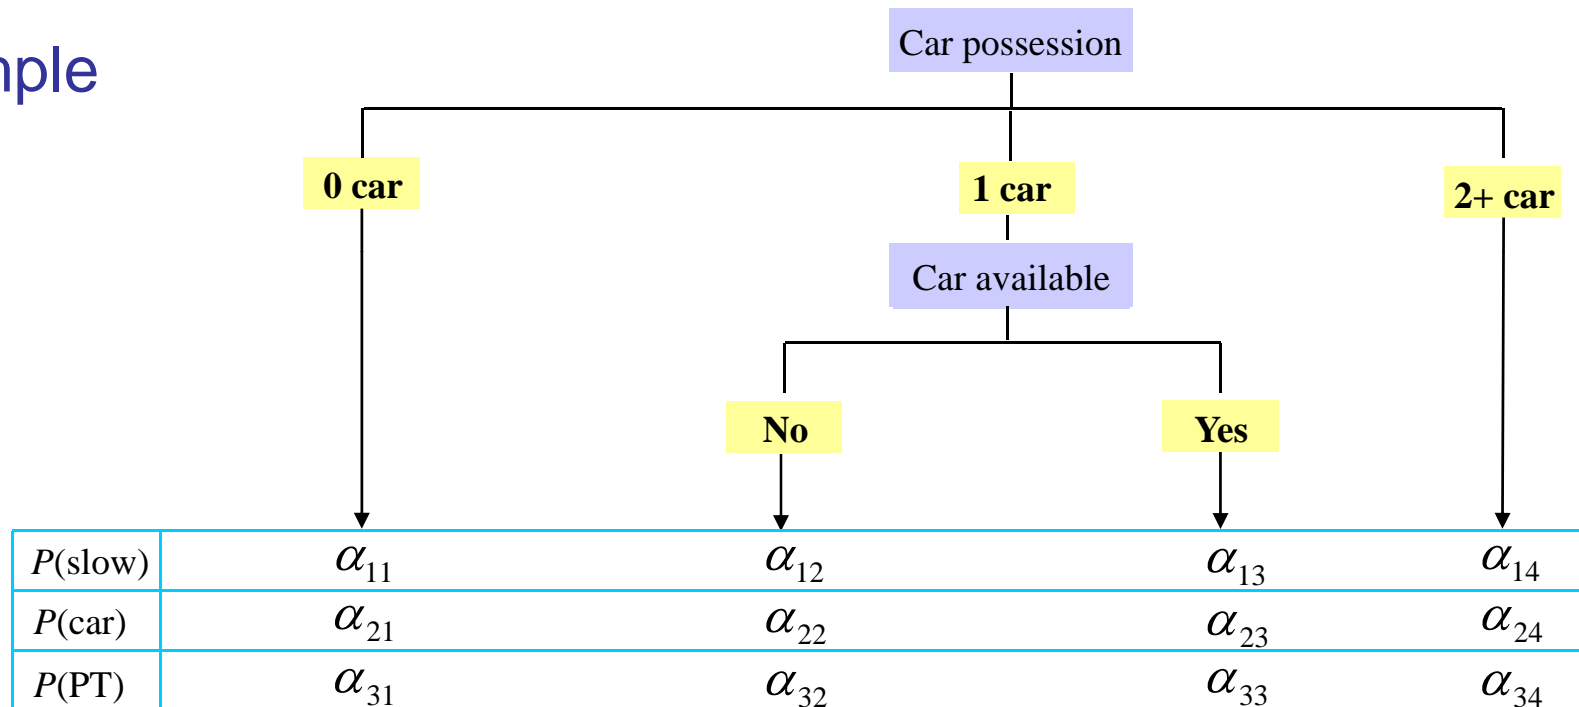 mple
Car possession
0 car 1 car 2+ car
Car available
No Yes
P(slow) α₁₁ α₁₂ α₁₃ α₁₄
P(car) α₂₁ α₂₂ α₂₃ α₂₄
P(PT) α₃₁ α₃₂ α₃₃ α₃₄